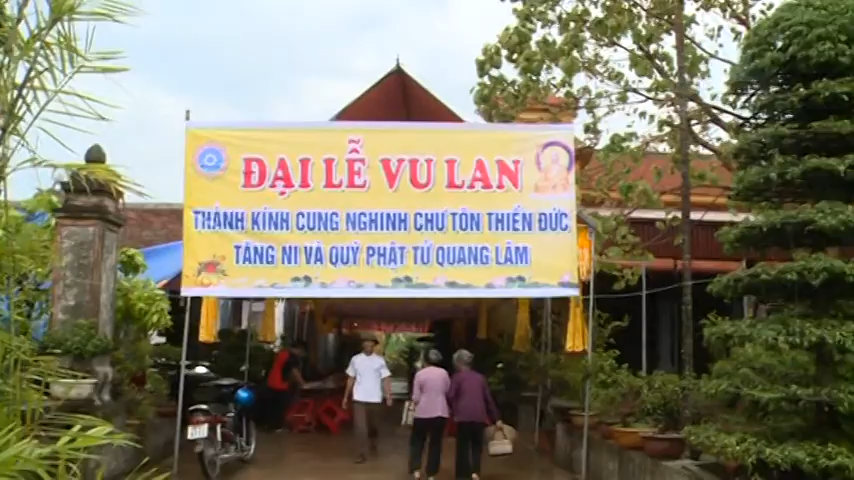 ĐẠI LỄ VU LAN
THÀNH KÍNH CUNG NGHINH CHƯ TÔN THIỀN ĐỨC
TĂNG NI VÀ QUÝ PHẬT TỬ QUANG LÂM